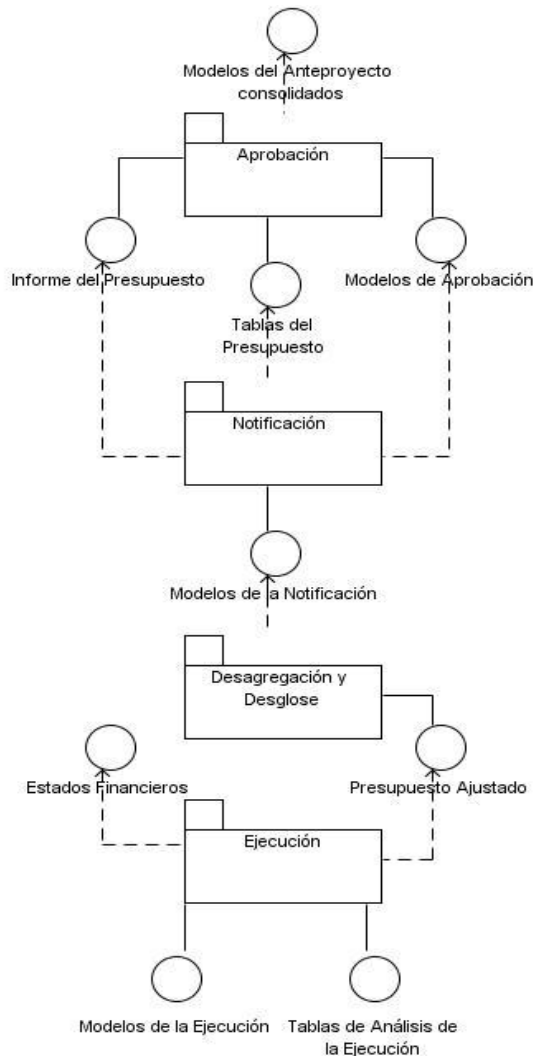 Modelos del Anteproyecto
consolidados
Aprobación
Informe del Presupuesto
Modelos de Aprobación
Tablas del
Presupuesto
Notificación
Modelos de la Notificación
Desagregación y
Desglose
Estados Financieros
Presupuesto Ajustado
Ejecución
Modelos de la Ejecución
Tablas de Análisis de
la Ejecución